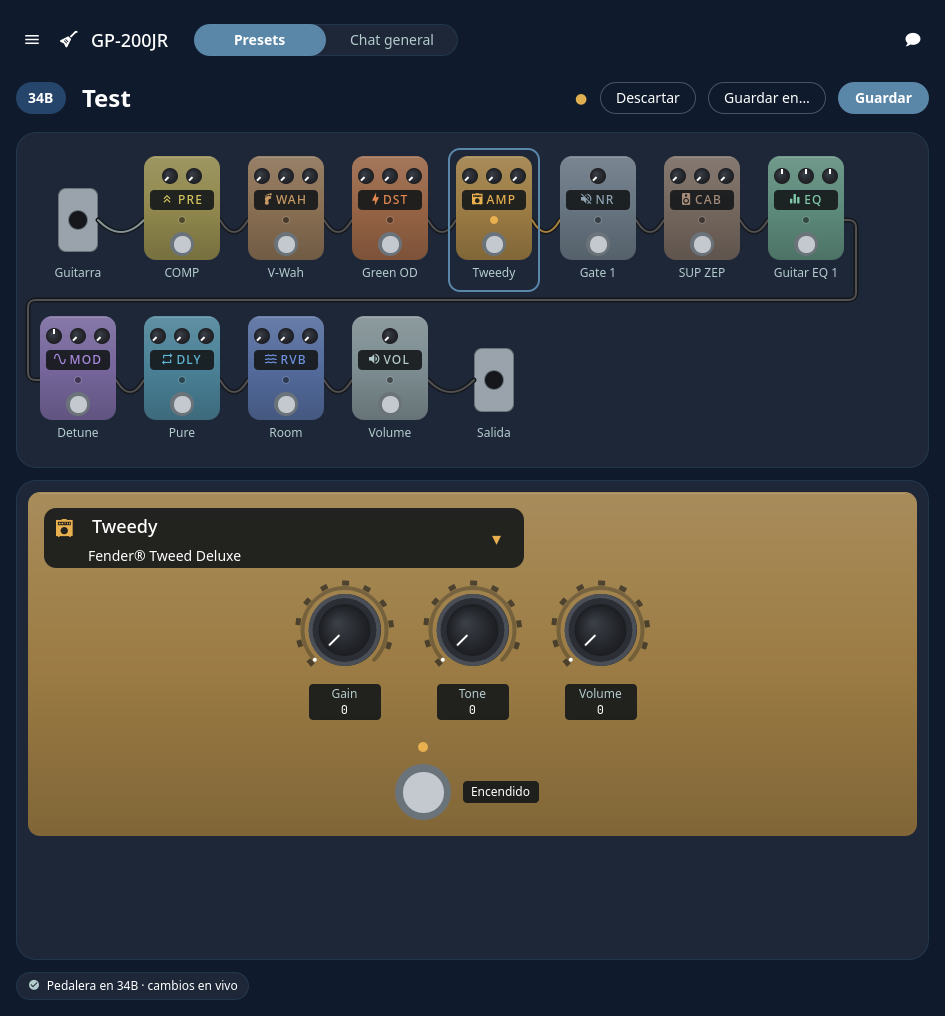 GP-200JR
Presets
Chat general
34B
Test
Descartar
Guardar en...
Guardar
PRE
WAH
DST
AMP
NR
CAB
EQ
Guitarra
COMP
V-Wah
Green OD
Tweedy
Gate 1
SUP ZEP
Guitar EQ 1
MOD
DLY
RVB
VOL
Detune
Pure
Room
Volume
Salida
Tweedy
Fender® Tweed Deluxe
Gain
0
Tone
0
Volume
0
Encendido
Pedalera en 34B · cambios en vivo